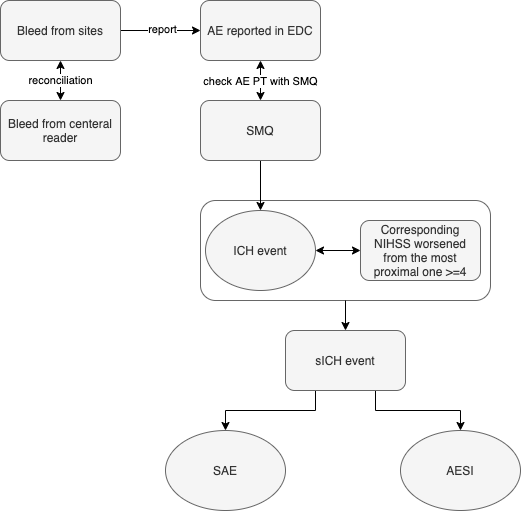 Bleed from sites
report
AE reported in EDC
reconciliation
check AE PT with SMQ
Bleed from centeral
reader
SMQ
ICH event
Corresponding
NIHSS worsened
from the most
proximal one >=4
sICH event
SAE
AESI